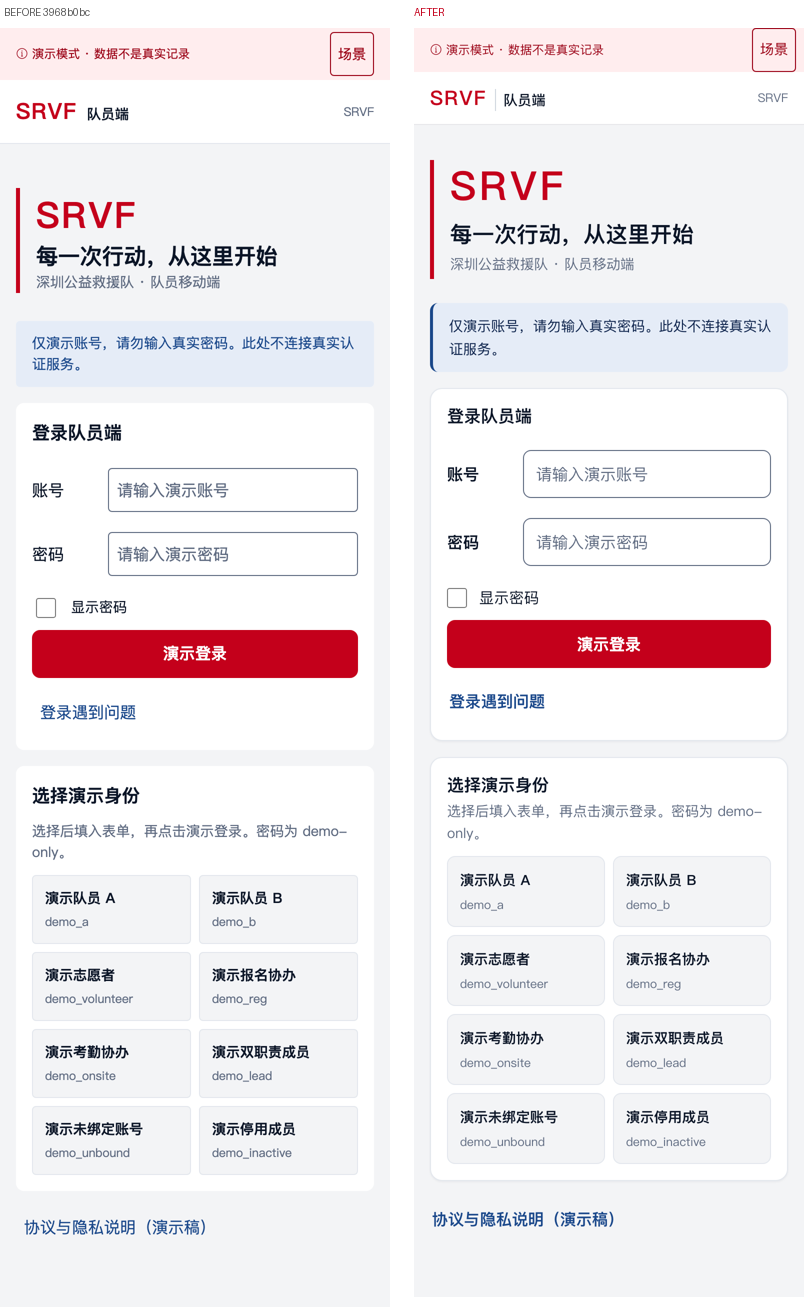 BEFORE 3968b0bc
ⓘ 演示模式 · 数据不是真实记录
场景
SRVF 队员端
SRVF
SRVF
每一次行动，从这里开始
深圳公益救援队 · 队员移动端
仅演示账号，请勿输入真实密码。此处不连接真实认
证服务。
登录队员端
账号
请输入演示账号
密码
请输入演示密码
显示密码
演示登录
登录遇到问题
选择演示身份
选择后填入表单，再点击演示登录。密码为 demo-
only。
演示队员 A
demo_a
演示队员 B
demo_b
演示志愿者
demo_volunteer
演示报名协办
demo_reg
演示考勤协办
demo_onsite
演示双职责成员
demo_lead
演示未绑定账号
demo_unbound
演示停用成员
demo_inactive
协议与隐私说明（演示稿）
AFTER
ⓘ 演示模式 · 数据不是真实记录
场景
SRVF 队员端
SRVF
SRVF
每一次行动，从这里开始
深圳公益救援队 · 队员移动端
仅演示账号，请勿输入真实密码。此处不连接真实认
证服务。
登录队员端
账号
请输入演示账号
密码
请输入演示密码
显示密码
演示登录
登录遇到问题
选择演示身份
选择后填入表单，再点击演示登录。密码为 demo-
only。
演示队员 A
demo_a
演示队员 B
demo_b
演示志愿者
demo_volunteer
演示报名协办
demo_reg
演示考勤协办
demo_onsite
演示双职责成员
demo_lead
演示未绑定账号
demo_unbound
演示停用成员
demo_inactive
协议与隐私说明（演示稿）